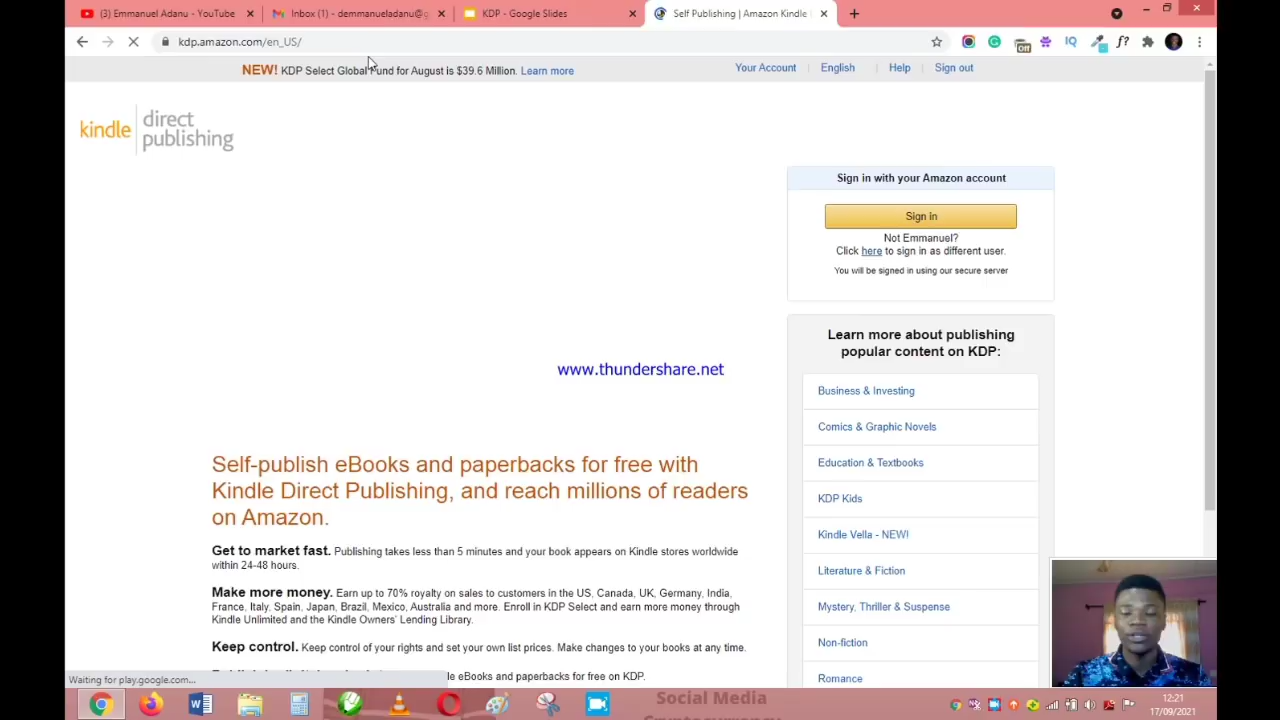 (3) Emmanuel Adanu - YouTube
Inbox (1) - demmanueladanu@g
KDP - Google Slides
Self Publishing | Amazon Kindle
kdp.amazon.com/en_US/
Off
IQ
f?
NEW! KDP Select Global Fund for August is $39.6 Million. Learn more
Your Account
English
Help
Sign out
kindle
direct
publishing
Sign in with your Amazon account
Sign in
Not Emmanuel?
Click here to sign in as different user.
You will be signed in using our secure server
Learn more about publishing
popular content on KDP:
Business & Investing
Comics & Graphic Novels
Education & Textbooks
KDP Kids
Kindle Vella - NEW!
Literature & Fiction
Mystery, Thriller & Suspense
Non-fiction
Romance
www.thundershare.net
Self-publish eBooks and paperbacks for free with
Kindle Direct Publishing, and reach millions of readers
on Amazon.
Get to market fast. Publishing takes less than 5 minutes and your book appears on Kindle stores worldwide
within 24-48 hours.
Make more money. Earn up to 70% royalty on sales to customers in the US, Canada, UK, Germany, India,
France, Italy, Spain, Japan, Brazil, Mexico, Australia and more. Enroll in KDP Select and earn more money through
Kindle Unlimited and the Kindle Owners' Lending Library.
Keep control. Keep control of your rights and set your own list prices. Make changes to your books at any time.
eBooks and paperbacks for free on KDP.
Waiting for play.google.com...
Social Media
12:21
17/09/2021